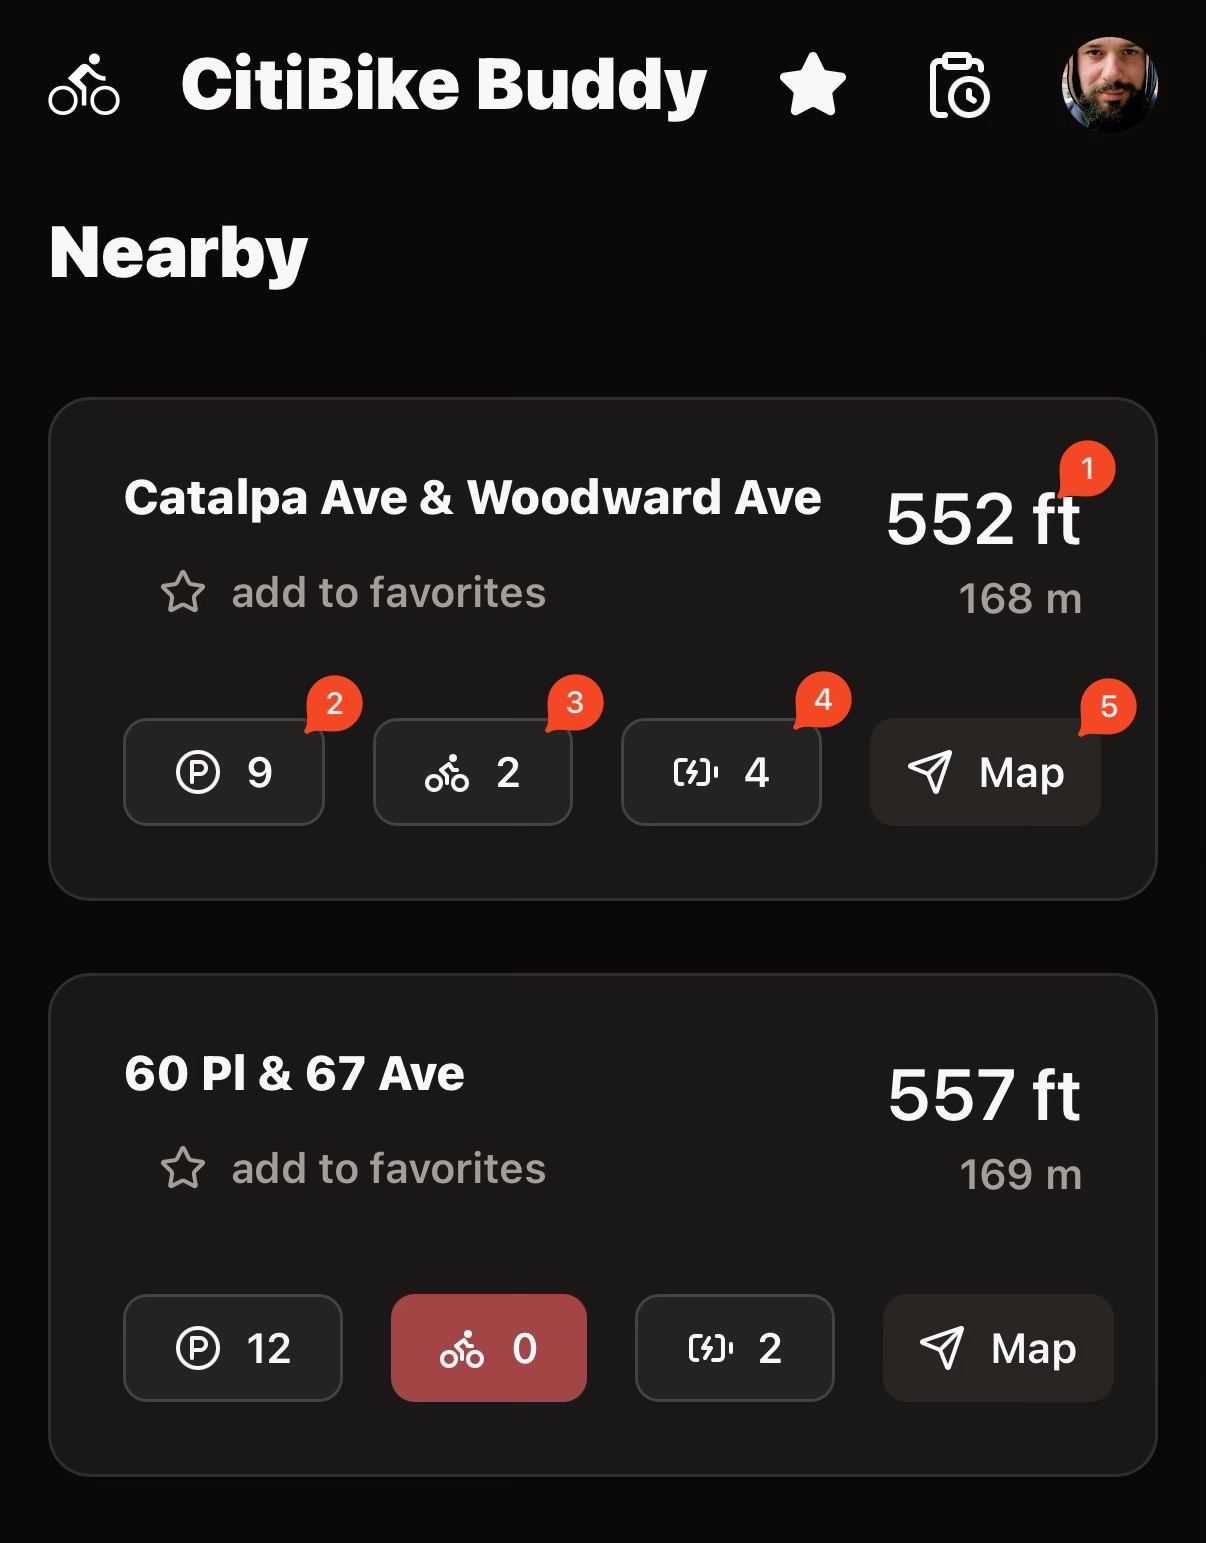 CitiBike Buddy
Nearby
Catalpa Ave & Woodward Ave
1
552 ft
add to favorites
168 m
2
3
4
5
P 9
2
4
Map
60 Pl & 67 Ave
557 ft
add to favorites
169 m
P 12
0
2
Map